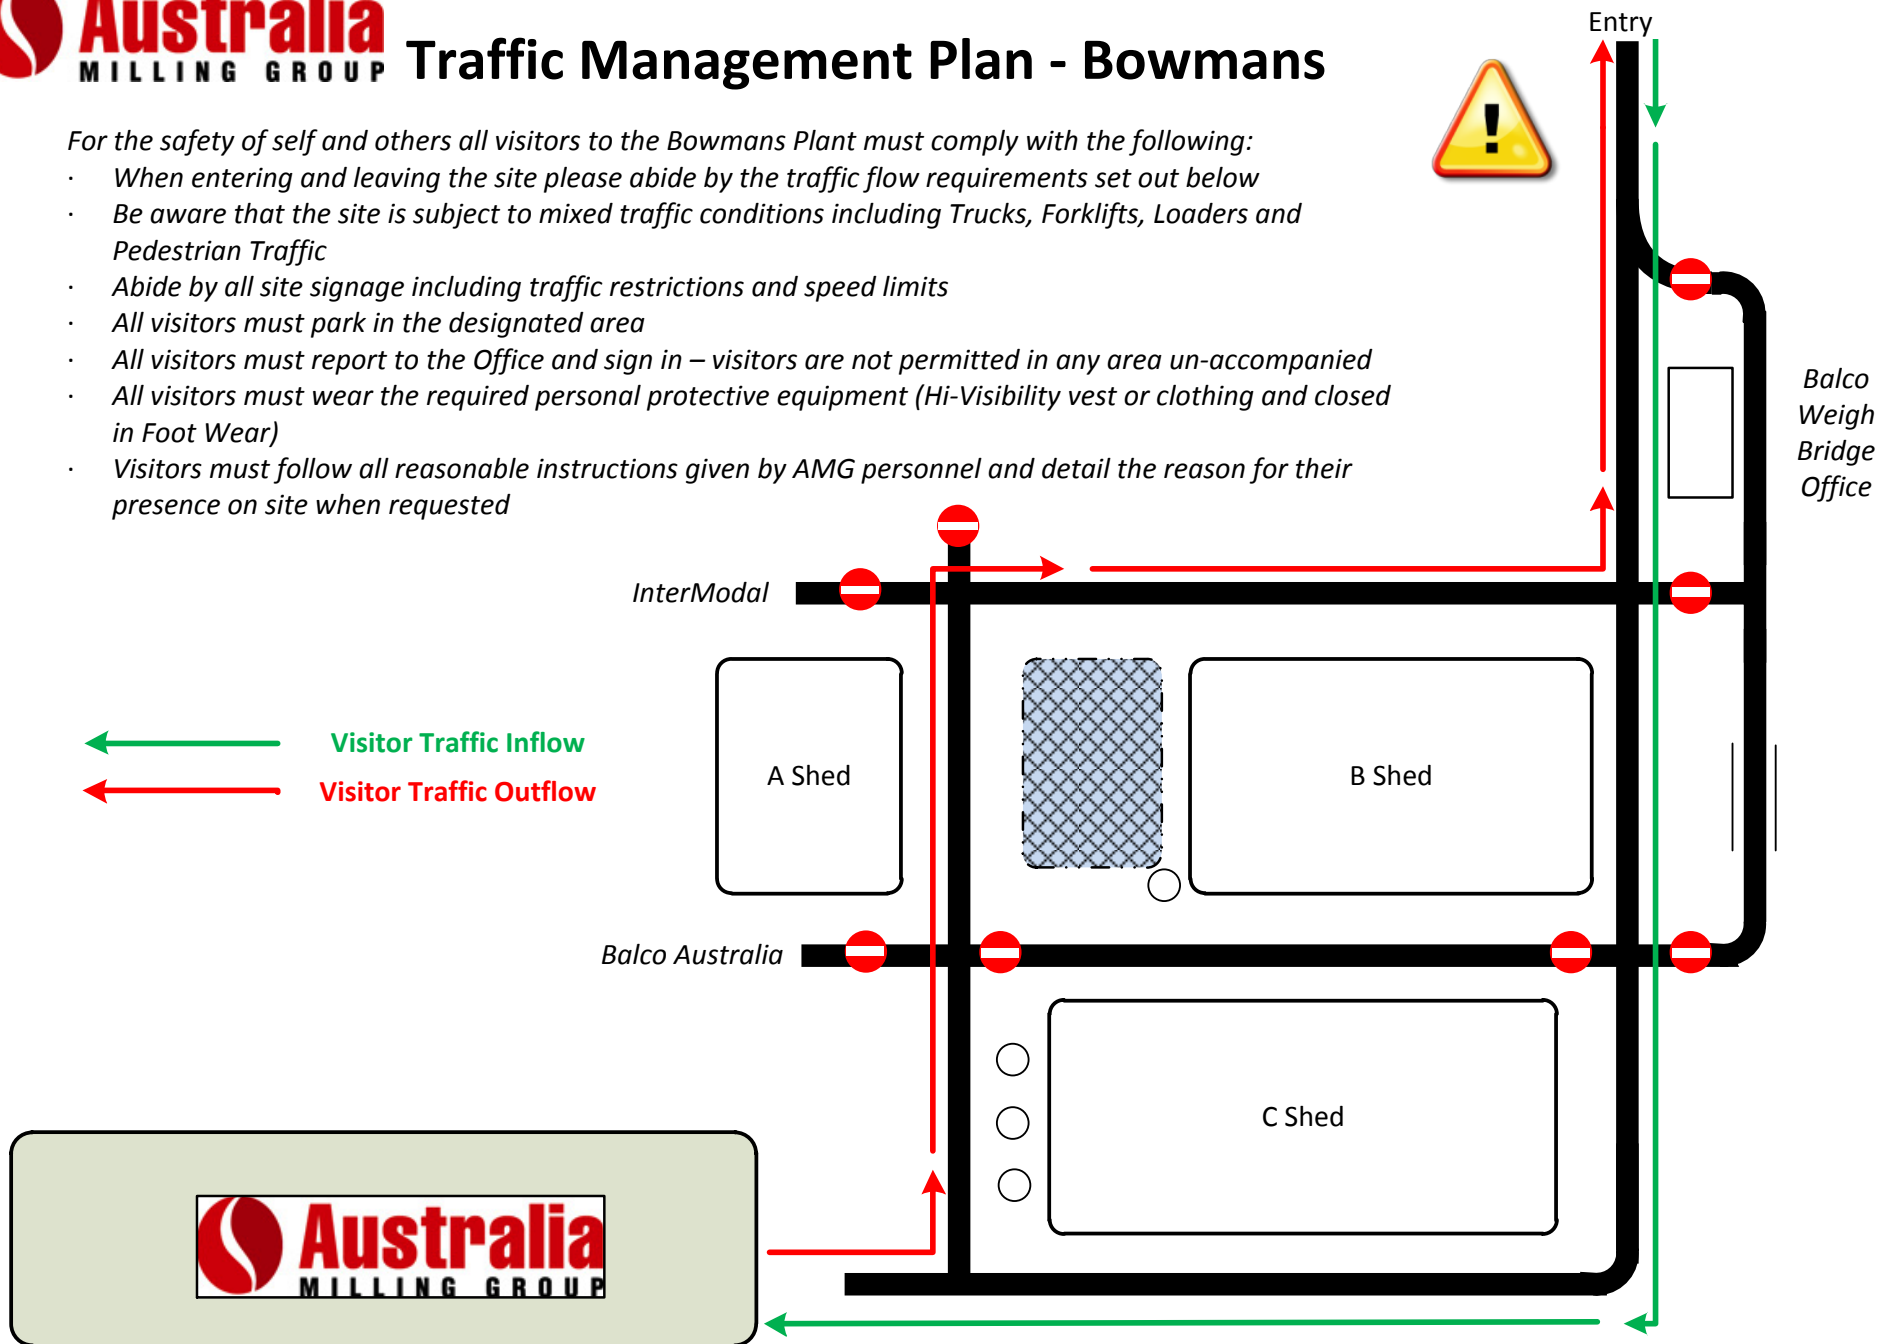 Australia
MILLING GROUP
Traffic Management Plan - Bowmans
Entry
For the safety of self and others all visitors to the Bowmans Plant must comply with the following:
· When entering and leaving the site please abide by the traffic flow requirements set out below
· Be aware that the site is subject to mixed traffic conditions including Trucks, Forklifts, Loaders and
Pedestrian Traffic
· Abide by all site signage including traffic restrictions and speed limits
· All visitors must park in the designated area
· All visitors must report to the Office and sign in – visitors are not permitted in any area un-accompanied
· All visitors must wear the required personal protective equipment (Hi-Visibility vest or clothing and closed
in Foot Wear)
· Visitors must follow all reasonable instructions given by AMG personnel and detail the reason for their
presence on site when requested
Balco
Weigh
Bridge
Office
InterModal
Visitor Traffic Inflow
Visitor Traffic Outflow
A Shed
B Shed
Balco Australia
C Shed
Australia
MILLING GROUP